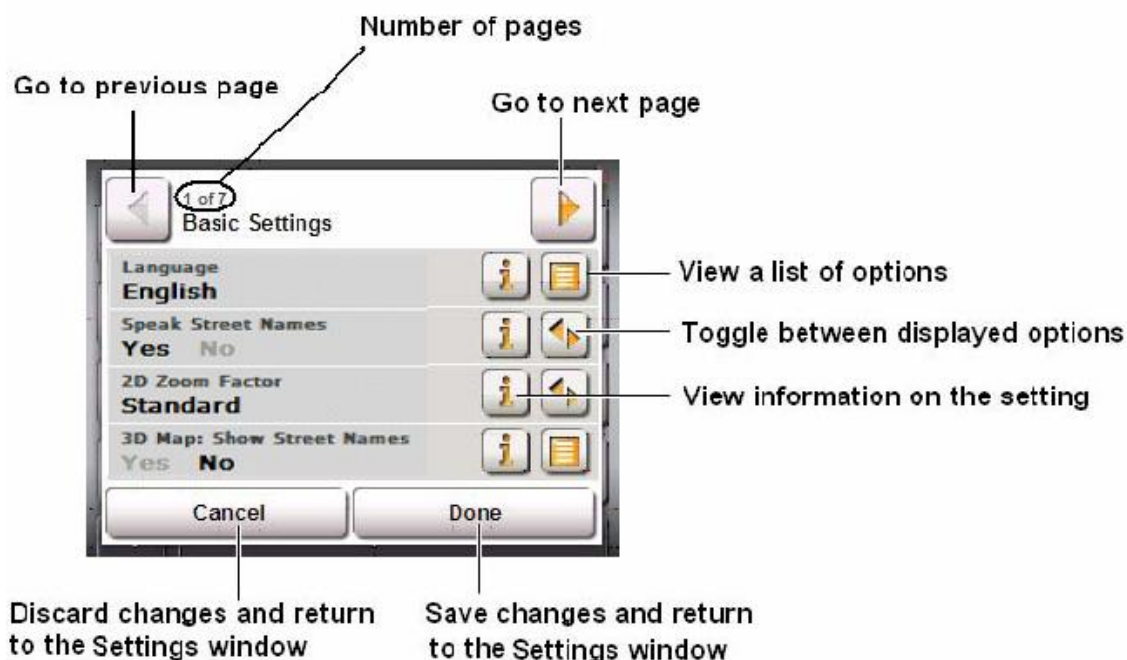 Number of pages
Go to previous page
Go to next page
1 of 7
Basic Settings
Language
English
View a list of options
Speak Street Names
Yes No
Toggle between displayed options
2D Zoom Factor
Standard
View information on the setting
3D Map: Show Street Names
Yes No
Cancel
Done
Discard changes and return
to the Settings window
Save changes and return
to the Settings window